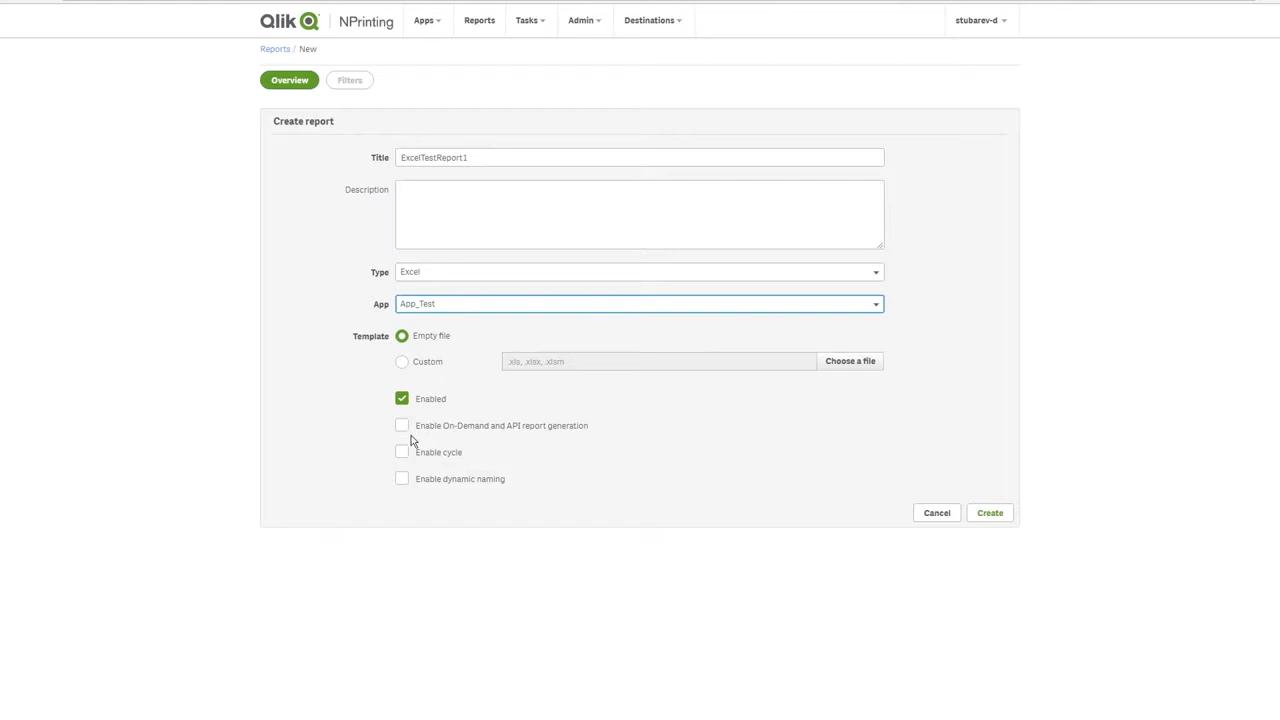 Qlik NPrinting Apps Reports Tasks Admin Destinations stubarev-d
Reports / New
Overview Filters
Create report
Title ExcelTestReport1
Description
Type Excel
App App_Test
Template Empty file
Custom .xls, .xlsx, .xlsm Choose a file
Enabled
Enable On-Demand and API report generation
Enable cycle
Enable dynamic naming
Cancel Create